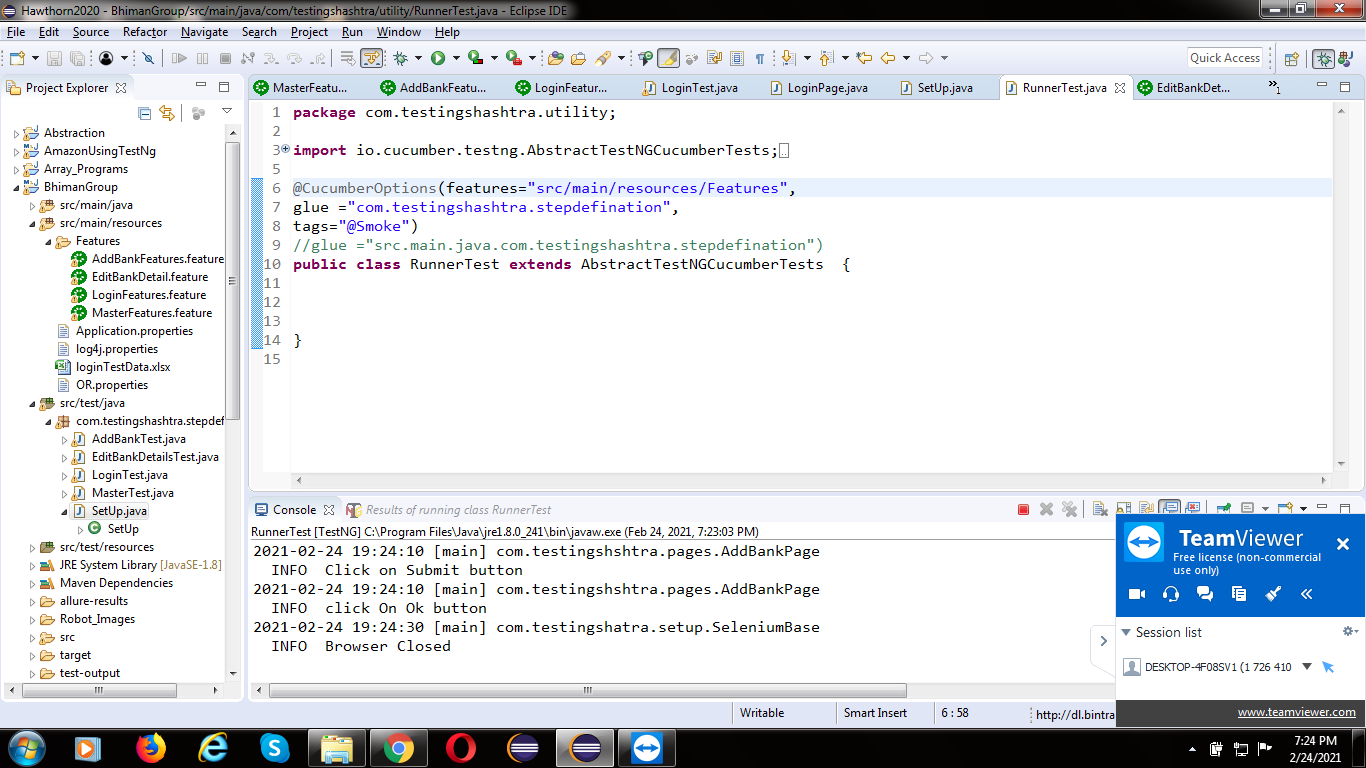 Hawthorn2020 - BhimanGroup/src/main/java/com/testingshashtra/utility/RunnerTest.java - Eclipse IDE
File Edit Source Refactor Navigate Search Project Run Window Help
Quick Access
Project Explorer
MasterFeatu... AddBankFeatu... LoginFeatur... LoginTest.java LoginPage.java SetUp.java RunnerTest.java EditBankDet... »1
Abstraction
AmazonUsingTestNg
Array_Programs
BhimanGroup
src/main/java
src/main/resources
Features
AddBankFeatures.feature
EditBankDetail.feature
LoginFeatures.feature
MasterFeatures.feature
Application.properties
log4j.properties
loginTestData.xlsx
OR.properties
src/test/java
com.testingshashtra.stepdef
AddBankTest.java
EditBankDetailsTest.java
LoginTest.java
MasterTest.java
SetUp.java
SetUp
src/test/resources
JRE System Library [JavaSE-1.8]
Maven Dependencies
allure-results
Robot_Images
src
target
test-output
1 package com.testingshashtra.utility;
2
3 import io.cucumber.testng.AbstractTestNGCucumberTests;
5
6 @CucumberOptions(features="src/main/resources/Features",
7 glue ="com.testingshashtra.stepdefination",
8 tags="@Smoke")
9 //glue ="src.main.java.com.testingshashtra.stepdefination")
10 public class RunnerTest extends AbstractTestNGCucumberTests {
11
12
13
14 }
15
Console Results of running class RunnerTest
RunnerTest [TestNG] C:\Program Files\Java\jre1.8.0_241\bin\javaw.exe (Feb 24, 2021, 7:23:03 PM)
2021-02-24 19:24:10 [main] com.testingshshtra.pages.AddBankPage
INFO Click on Submit button
2021-02-24 19:24:10 [main] com.testingshshtra.pages.AddBankPage
INFO click On Ok button
2021-02-24 19:24:30 [main] com.testingshatra.setup.SeleniumBase
INFO Browser Closed
TeamViewer
Free license (non-commercial
use only)
Session list
DESKTOP-4F08SV1 (1 726 410
www.teamviewer.com
Writable Smart Insert 6 : 58 http://dl.bintra
7:24 PM
2/24/2021